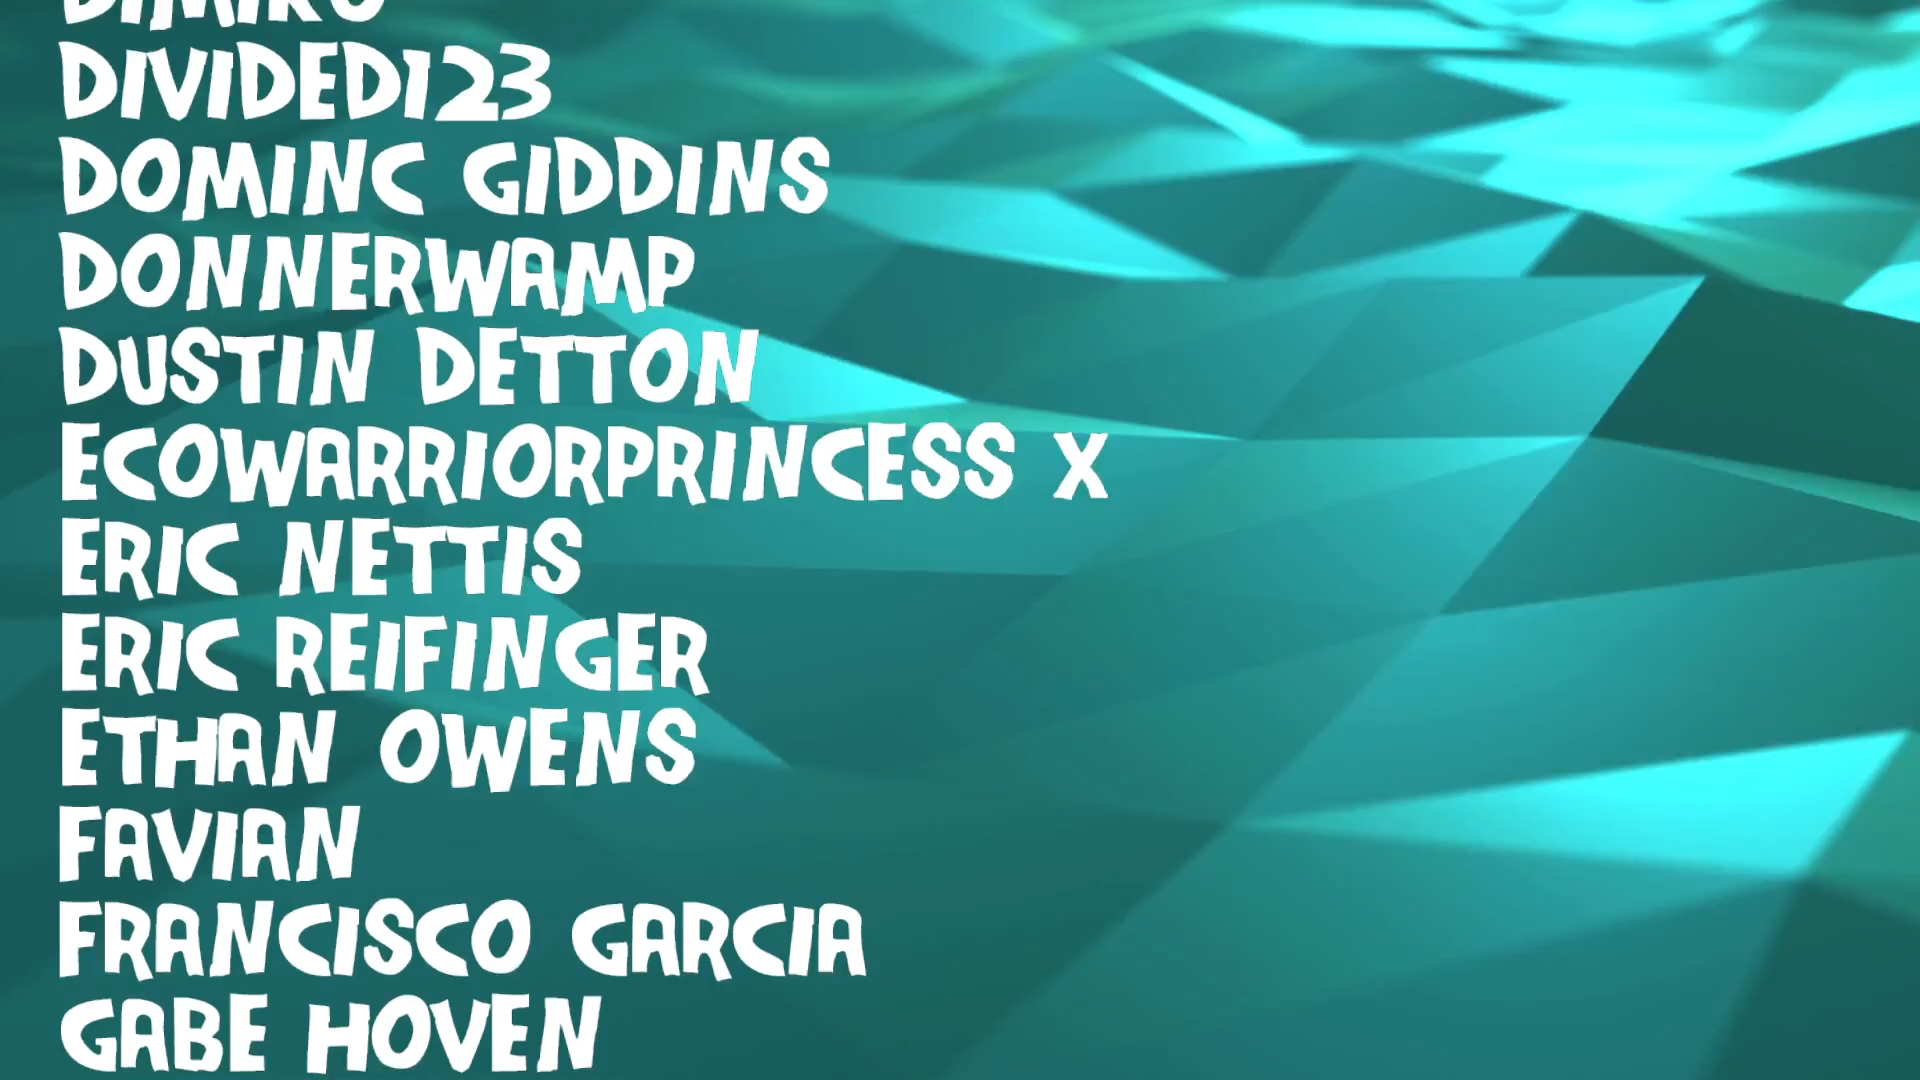 DIVIDED123
DOMINC GIDDINS
DONNERWAMP
DUSTIN DETTON
ECOWARRIORPRINCESS X
ERIC NETTIS
ERIC REIFINGER
ETHAN OWENS
FAVIAN
FRANCISCO GARCIA
GABE HOVEN